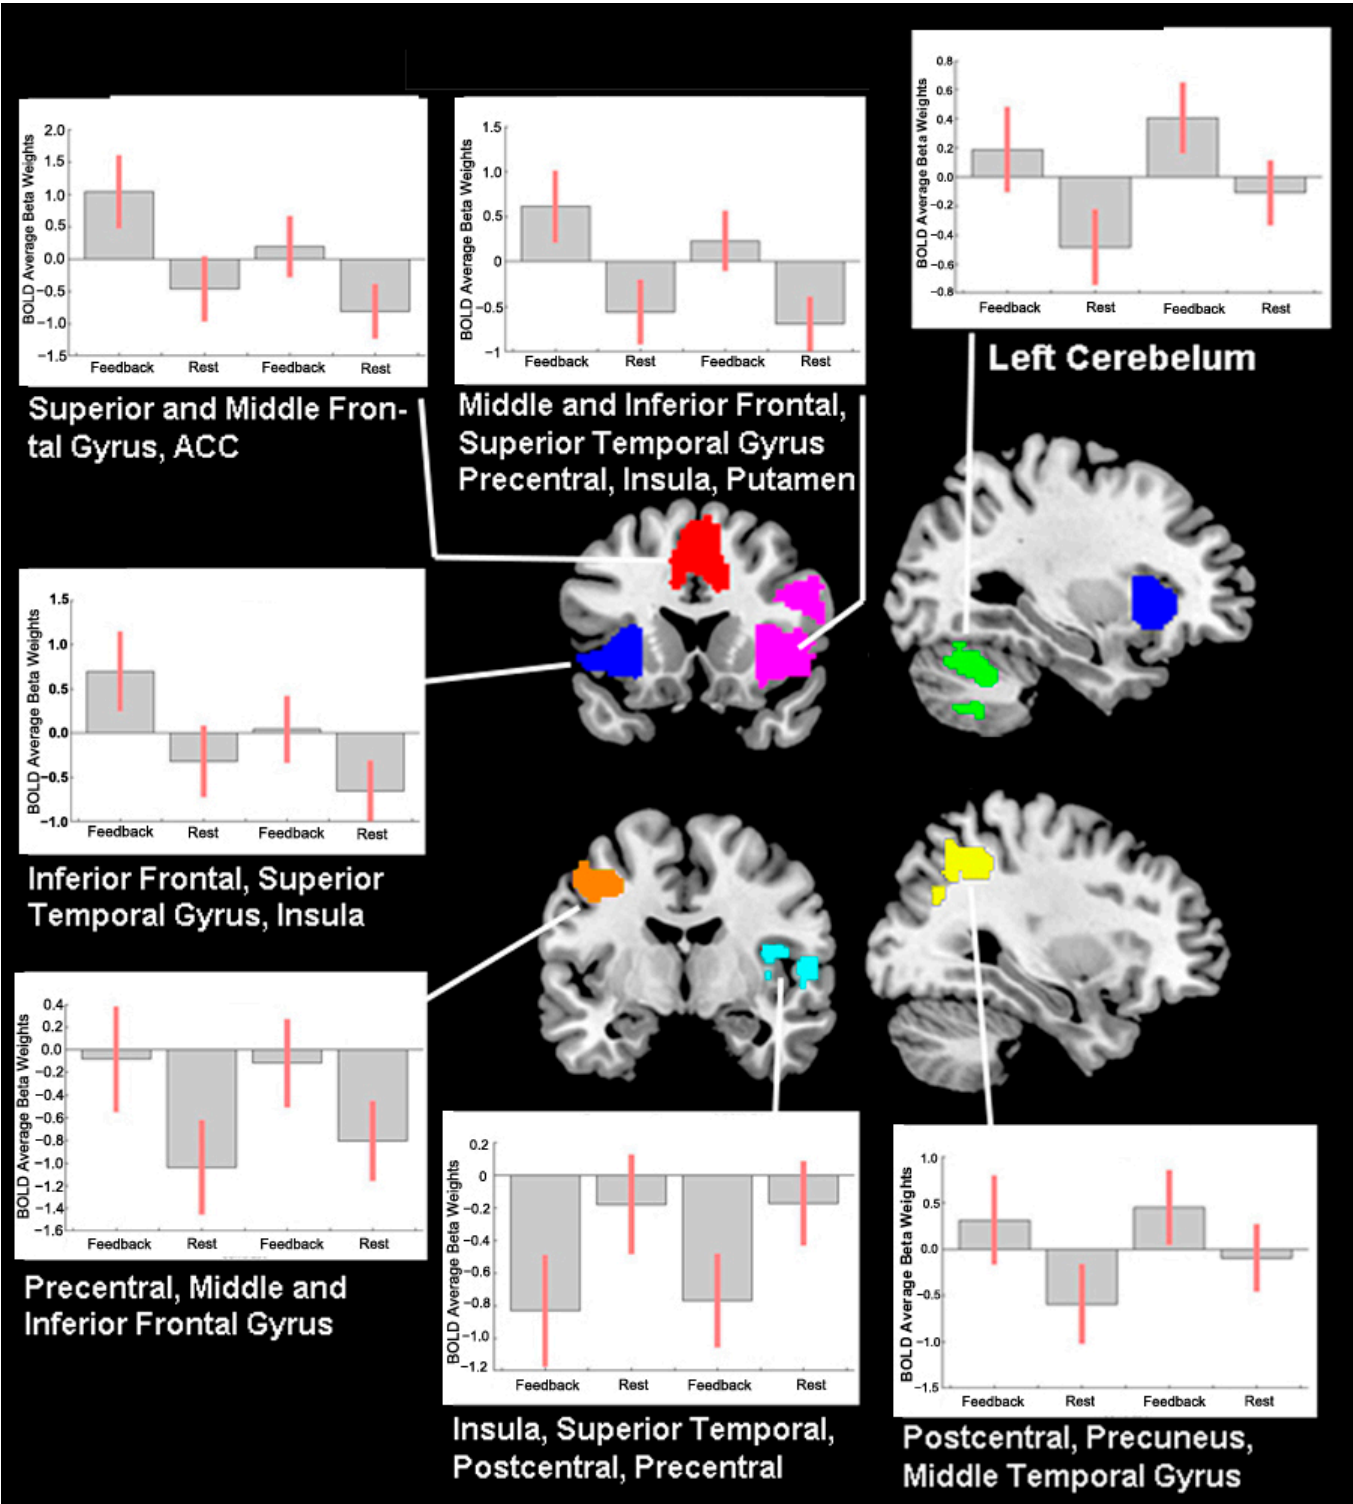 BOLD Average Beta Weights
2.0
1.5
1.0
0.5
0.0
−0.5
−1.0
−1.5
Feedback Rest Feedback Rest
Superior and Middle Fron-
tal Gyrus, ACC
BOLD Average Beta Weights
1.5
1.0
0.5
0
−0.5
−1
Feedback Rest Feedback Rest
Middle and Inferior Frontal,
Superior Temporal Gyrus
Precentral, Insula, Putamen
BOLD Average Beta Weights
0.8
0.6
0.4
0.2
0.0
−0.2
−0.4
−0.6
−0.8
Feedback Rest Feedback Rest
Left Cerebelum
BOLD Average Beta Weights
1.5
1.0
0.5
0.0
−0.5
−1.0
Feedback Rest Feedback Rest
Inferior Frontal, Superior
Temporal Gyrus, Insula
BOLD Average Beta Weights
0.4
0.2
0.0
−0.2
−0.4
−0.6
−0.8
−1.0
−1.2
−1.4
−1.6
Feedback Rest Feedback Rest
Precentral, Middle and
Inferior Frontal Gyrus
BOLD Average Beta Weights
0.2
0
−0.2
−0.4
−0.6
−0.8
−1.0
−1.2
Feedback Rest Feedback Rest
Insula, Superior Temporal,
Postcentral, Precentral
BOLD Average Beta Weights
1.0
0.5
0.0
−0.5
−1.0
−1.5
Feedback Rest Feedback Rest
Postcentral, Precuneus,
Middle Temporal Gyrus